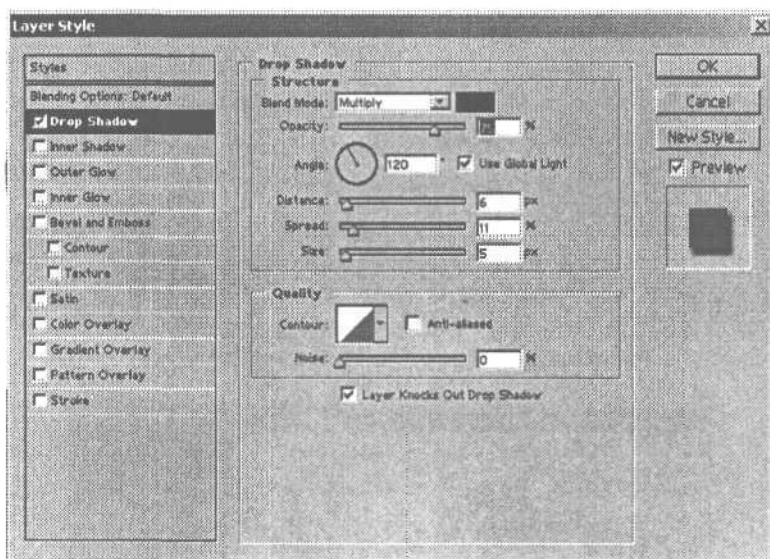 Layer Style
Styles
Blending Options: Default
Drop Shadow
Inner Shadow
Outer Glow
Inner Glow
Bevel and Emboss
Contour
Texture
Satin
Color Overlay
Gradient Overlay
Pattern Overlay
Stroke
Drop Shadow
Structure
Blend Mode: Multiply
Opacity: %
Angle: 120 ° Use Global Light
Distance: 6 px
Spread: 11 %
Size: 5 px
Quality
Contour: Anti-aliased
Noise: 0 %
Layer Knocks Out Drop Shadow
OK
Cancel
New Style...
Preview